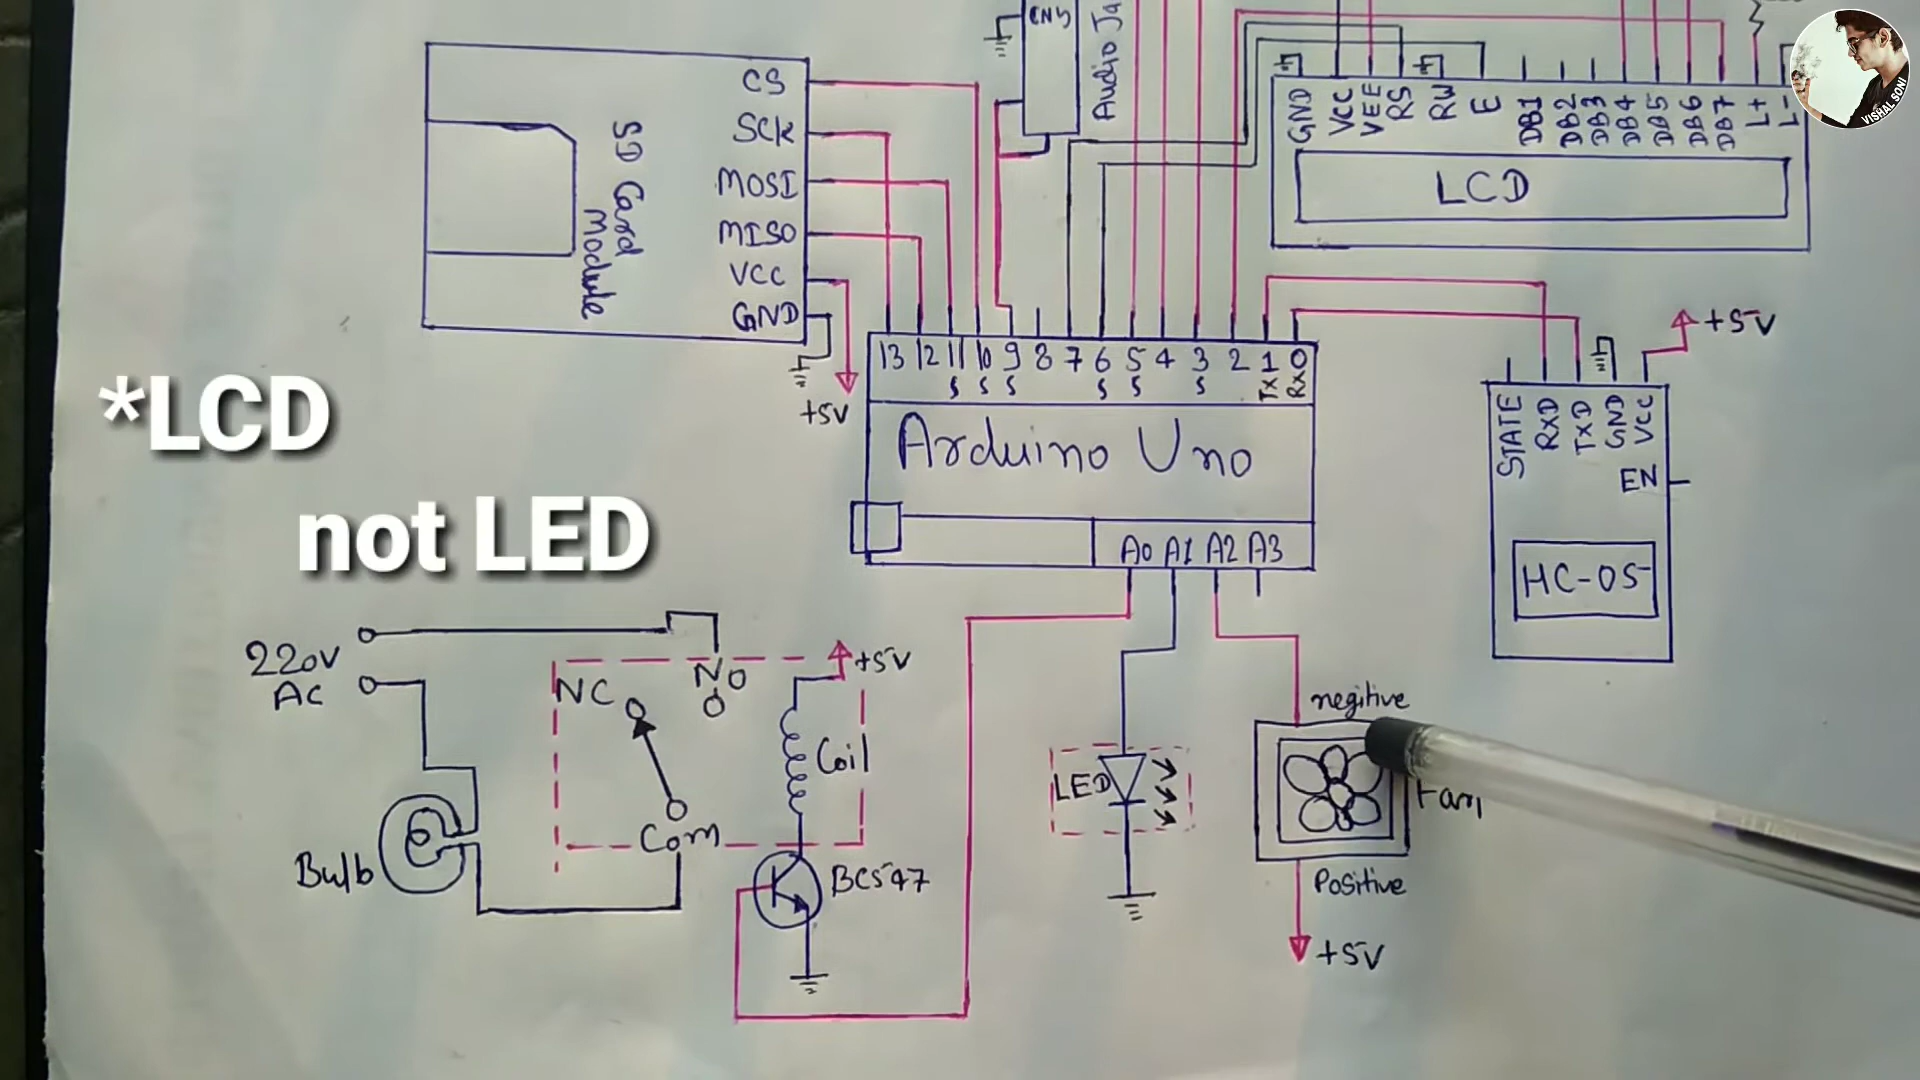 CN5
Audio Ja
VISHAL SONI
GND
VCC
VEE
RS
RW
E
DB1
DB2
DB3
DB4
DB5
DB6
DB7
L+
L-
LCD
SD Card
Module
CS
SCK
MOSI
MISO
VCC
GND
+5V
13 12 11 10 9 8 7 6 5 4 3 2 1 0
S S S S S S TX RX
Arduino Uno
A0 A1 A2 A3
+5V
STATE
RXD
TXD
GND
VCC
EN
HC-05
*LCD
not LED
220V
AC
NC
NO
+5V
Coil
Com
Bulb
BC547
LED
negitive
Fan
Positive
+5V